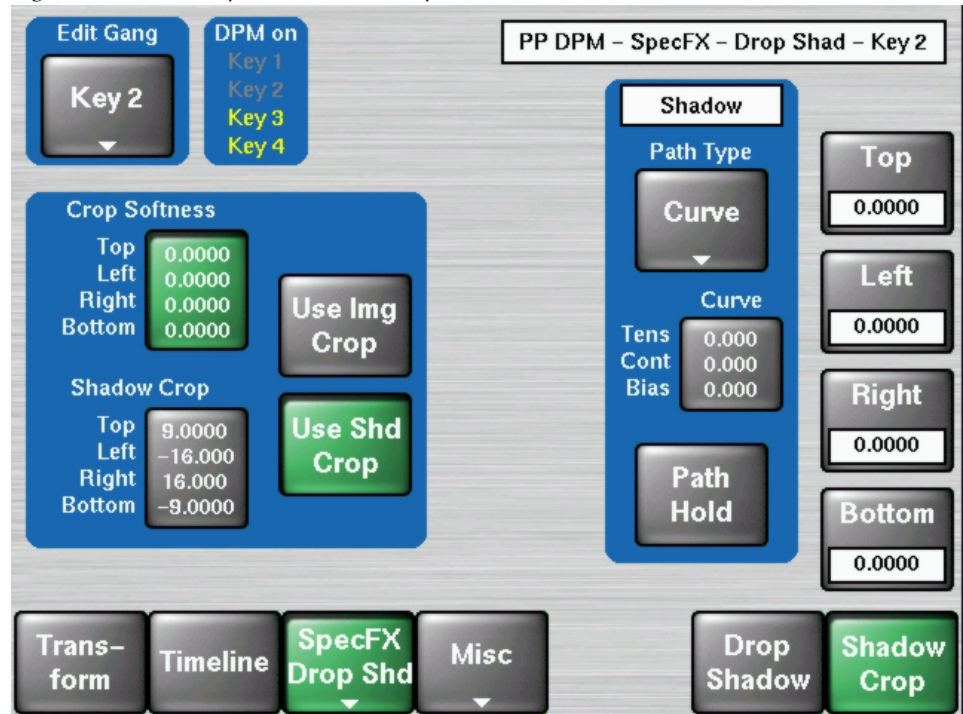 Edit Gang
Key 2
DPM on
Key 1
Key 2
Key 3
Key 4
PP DPM – SpecFX – Drop Shad – Key 2
Crop Softness
Top 0.0000
Left 0.0000
Right 0.0000
Bottom 0.0000
Use Img
Crop
Shadow Crop
Top 9.0000
Left –16.000
Right 16.000
Bottom –9.0000
Use Shd
Crop
Shadow
Path Type
Curve
Curve
Tens 0.000
Cont 0.000
Bias 0.000
Path
Hold
Top
0.0000
Left
0.0000
Right
0.0000
Bottom
0.0000
Trans–
form
Timeline
SpecFX
Drop Shd
Misc
Drop
Shadow
Shadow
Crop